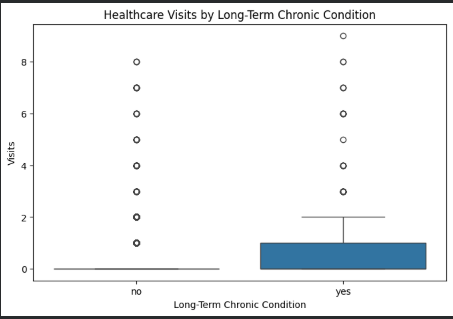 Healthcare Visits by Long-Term Chronic Condition
8
6
4
2
0
Visits
no yes
Long-Term Chronic Condition